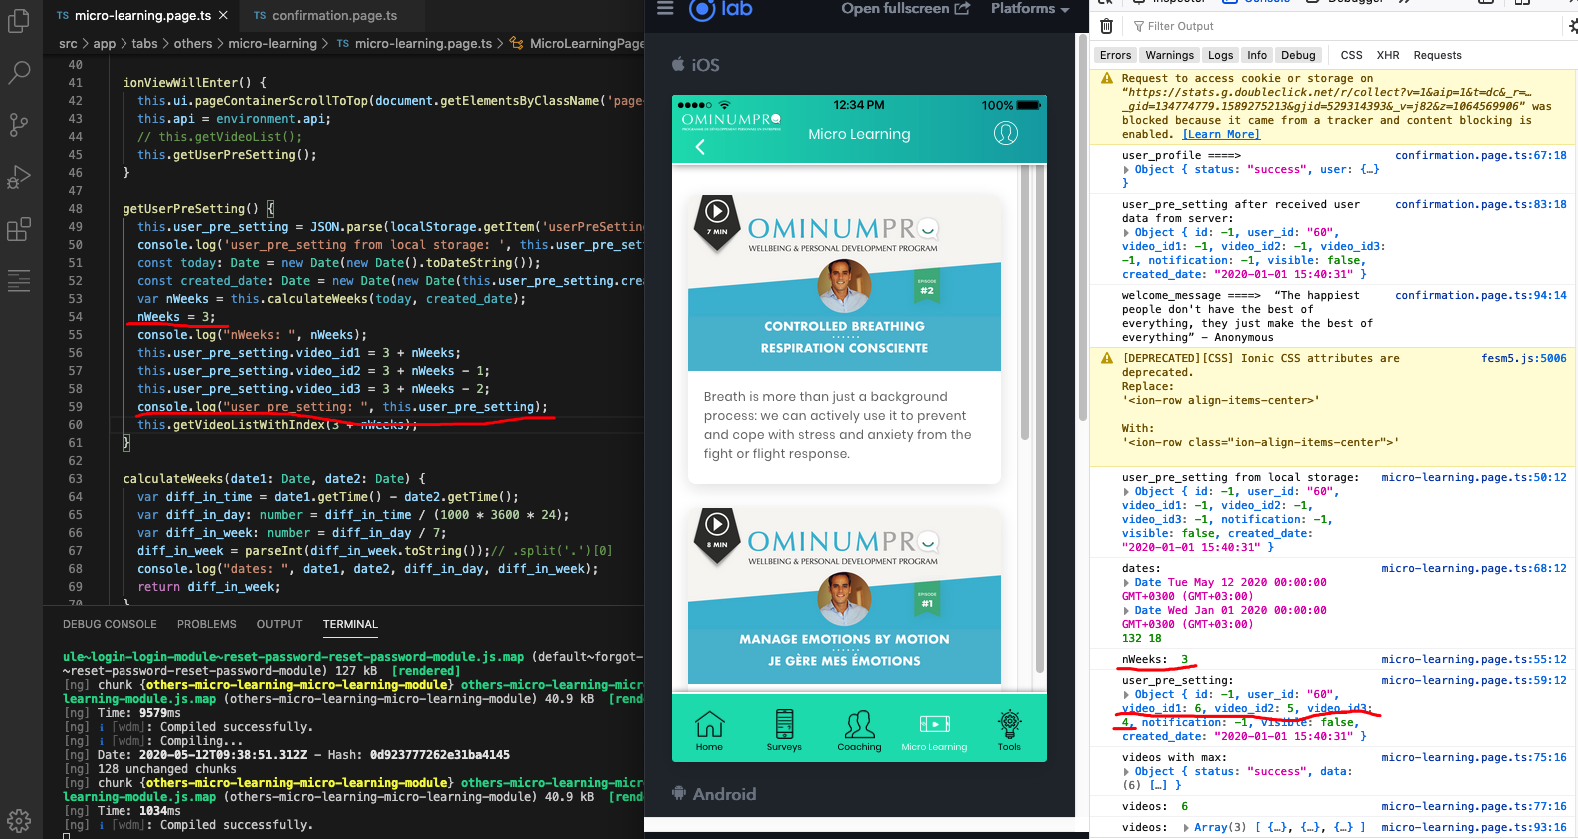 TS micro-learning.page.ts ×
TS confirmation.page.ts
src > app > tabs > others > micro-learning > TS micro-learning.page.ts > MicroLearningPage
40
41 ionViewWillEnter() {
42 this.ui.pageContainerScrollToTop(document.getElementsByClassName('page-
43 this.api = environment.api;
44 // this.getVideoList();
45 this.getUserPreSetting();
46 }
47
48 getUserPreSetting() {
49 this.user_pre_setting = JSON.parse(localStorage.getItem('userPreSettin
50 console.log('user_pre_setting from local storage: ', this.user_pre_set
51 const today: Date = new Date(new Date().toDateString());
52 const created_date: Date = new Date(new Date(this.user_pre_setting.cre
53 var nWeeks = this.calculateWeeks(today, created_date);
54 nWeeks = 3;
55 console.log("nWeeks: ", nWeeks);
56 this.user_pre_setting.video_id1 = 3 + nWeeks;
57 this.user_pre_setting.video_id2 = 3 + nWeeks - 1;
58 this.user_pre_setting.video_id3 = 3 + nWeeks - 2;
59 console.log("user_pre_setting: ", this.user_pre_setting);
60 this.getVideoListWithIndex(3 + nWeeks);
61 }
62
63 calculateWeeks(date1: Date, date2: Date) {
64 var diff_in_time = date1.getTime() - date2.getTime();
65 var diff_in_day: number = diff_in_time / (1000 * 3600 * 24);
66 var diff_in_week: number = diff_in_day / 7;
67 diff_in_week = parseInt(diff_in_week.toString());// .split('.')[0]
68 console.log("dates: ", date1, date2, diff_in_day, diff_in_week);
69 return diff_in_week;
70 }
DEBUG CONSOLE PROBLEMS OUTPUT TERMINAL
ule~login-login-module~reset-password-reset-password-module.js.map (default~forgot-
~reset-password-module) 127 kB [rendered]
[ng] chunk {others-micro-learning-micro-learning-module} others-micro-learning-micr
learning-module.js.map (others-micro-learning-micro-learning-module) 40.9 kB [rend
[ng] Time: 9579ms
[ng] ℹ ｢wdm｣: Compiled successfully.
[ng] ℹ ｢wdm｣: Compiling...
[ng] Date: 2020-05-12T09:38:51.312Z - Hash: 0d923777262e31ba4145
[ng] 128 unchanged chunks
[ng] chunk {others-micro-learning-micro-learning-module} others-micro-learning-micr
learning-module.js.map (others-micro-learning-micro-learning-module) 40.9 kB [rend
[ng] Time: 1034ms
[ng] ℹ ｢wdm｣: Compiled successfully.
lab
Open fullscreen Platforms
iOS
12:34 PM 100%
OMINUMPRO
Micro Learning
7 MIN
OMINUMPRO
WELLBEING & PERSONAL DEVELOPMENT PROGRAM
EPISODE
#2
CONTROLLED BREATHING
RESPIRATION CONSCIENTE
Breath is more than just a background
process: we can actively use it to prevent
and cope with stress and anxiety from the
fight or flight response.
8 MIN
OMINUMPRO
WELLBEING & PERSONAL DEVELOPMENT PROGRAM
EPISODE
#1
MANAGE EMOTIONS BY MOTION
JE GÈRE MES ÉMOTIONS
Home Surveys Coaching Micro Learning Tools
Android
Inspector Console Debugger
Filter Output
Errors Warnings Logs Info Debug CSS XHR Requests
Request to access cookie or storage on
“https://stats.g.doubleclick.net/r/collect?v=1&aip=1&t=dc&_r=…
_gid=134774779.1589275213&gjid=529314393&_v=j82&z=1064569906” was
blocked because it came from a tracker and content blocking is
enabled. [Learn More]
user_profile ====> confirmation.page.ts:67:18
Object { status: "success", user: {…}
}
user_pre_setting after received user confirmation.page.ts:83:18
data from server:
Object { id: -1, user_id: "60",
video_id1: -1, video_id2: -1, video_id3:
-1, notification: -1, visible: false,
created_date: "2020-01-01 15:40:31" }
welcome_message ====> “The happiest confirmation.page.ts:94:14
people don't have the best of
everything, they just make the best of
everything” – Anonymous
[DEPRECATED][CSS] Ionic CSS attributes are fesm5.js:5006
deprecated.
Replace:
'<ion-row align-items-center>'
With:
'<ion-row class="ion-align-items-center">'
user_pre_setting from local storage: micro-learning.page.ts:50:12
Object { id: -1, user_id: "60",
video_id1: -1, video_id2: -1,
video_id3: -1, notification: -1,
visible: false, created_date:
"2020-01-01 15:40:31" }
dates: micro-learning.page.ts:68:12
Date Tue May 12 2020 00:00:00
GMT+0300 (GMT+03:00)
Date Wed Jan 01 2020 00:00:00
GMT+0300 (GMT+03:00)
132 18
nWeeks: 3 micro-learning.page.ts:55:12
user_pre_setting: micro-learning.page.ts:59:12
Object { id: -1, user_id: "60",
video_id1: 6, video_id2: 5, video_id3:
4, notification: -1, visible: false,
created_date: "2020-01-01 15:40:31" }
videos with max: micro-learning.page.ts:75:16
Object { status: "success", data:
(6) […] }
videos: 6 micro-learning.page.ts:77:16
videos: Array(3) [ {…}, {…}, {…} ] micro-learning.page.ts:93:16